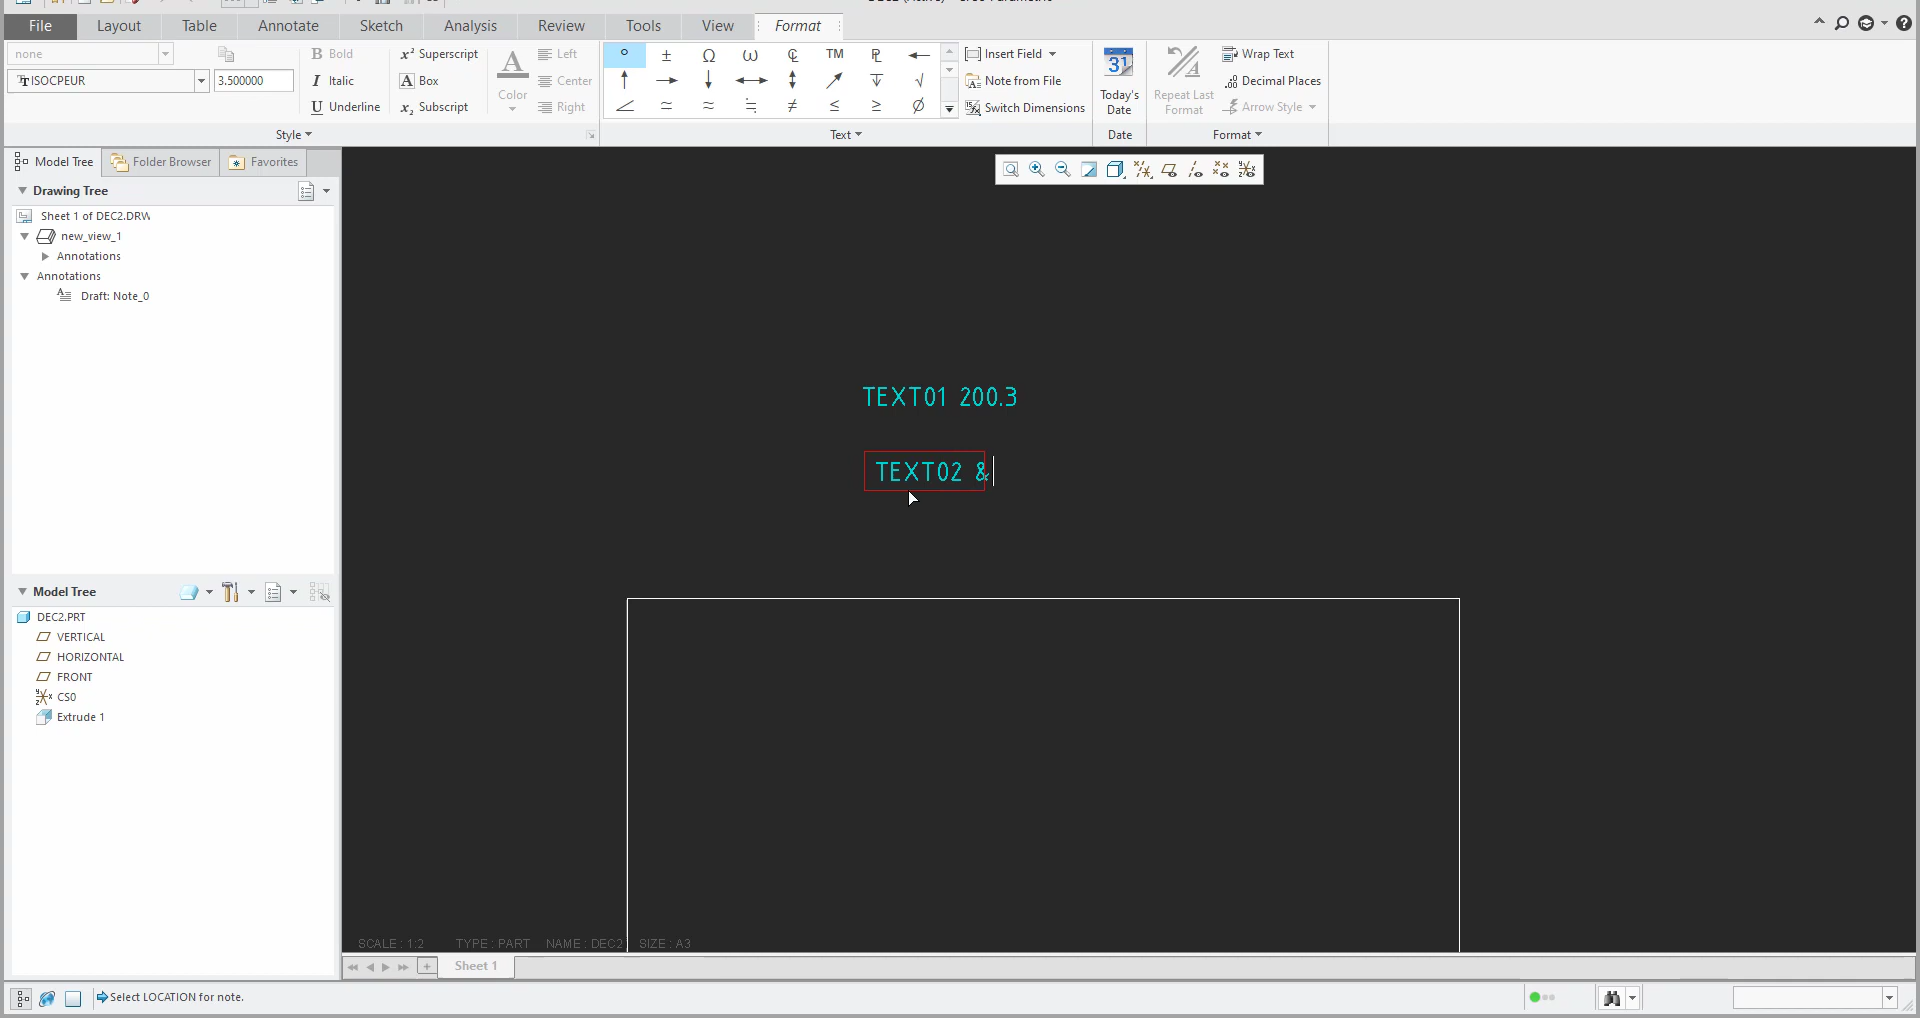 File Layout Table Annotate Sketch Analysis Review Tools View Format
none
Bold
Superscript
Left
Insert Field
Wrap Text
ISOCPEUR
3.500000
Italic
Box
Color
Center
Note from File
Today's Date
Repeat Last Format
Decimal Places
Underline
Subscript
Right
Switch Dimensions
Arrow Style
Style
Text
Date
Format
° ± Ω ω ℄ TM ⅊ ←
↑ → ↓ ↔ ↕ ↗ ↧ √
∠ ≃ ≈ ≒ ≠ ≤ ≥ ∅
31
Model Tree Folder Browser Favorites
Drawing Tree
Sheet 1 of DEC2.DRW
new_view_1
Annotations
Annotations
Draft: Note_0
TEXT01 200.3
TEXT02 &
Model Tree
DEC2.PRT
VERTICAL
HORIZONTAL
FRONT
CS0
Extrude 1
SCALE : 1:2 TYPE : PART NAME : DEC2 SIZE : A3
Sheet 1
Select LOCATION for note.